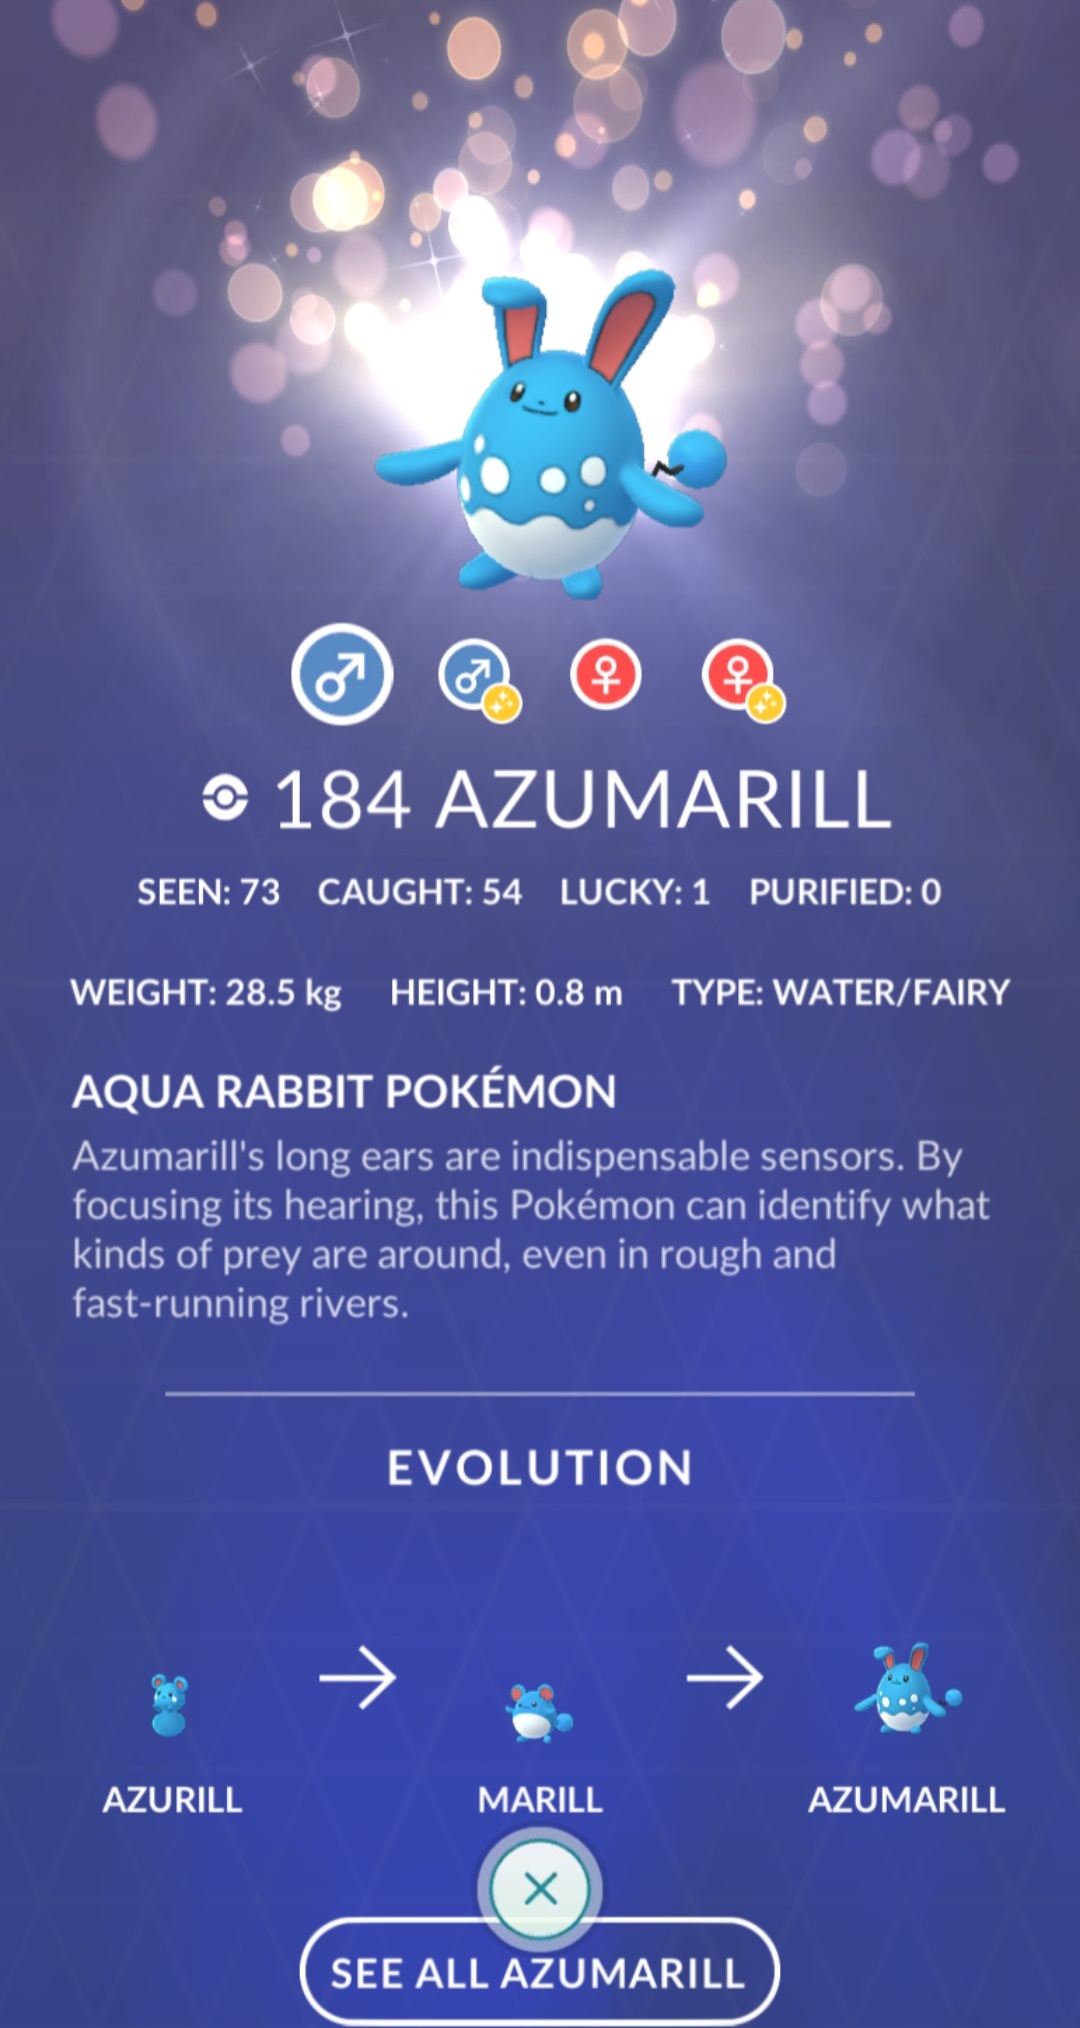 184 AZUMARILL
SEEN: 73 CAUGHT: 54 LUCKY: 1 PURIFIED: 0
WEIGHT: 28.5 kg HEIGHT: 0.8 m TYPE: WATER/FAIRY
AQUA RABBIT POKÉMON
Azumarill's long ears are indispensable sensors. By
focusing its hearing, this Pokémon can identify what
kinds of prey are around, even in rough and
fast-running rivers.
EVOLUTION
AZURILL MARILL AZUMARILL
SEE ALL AZUMARILL